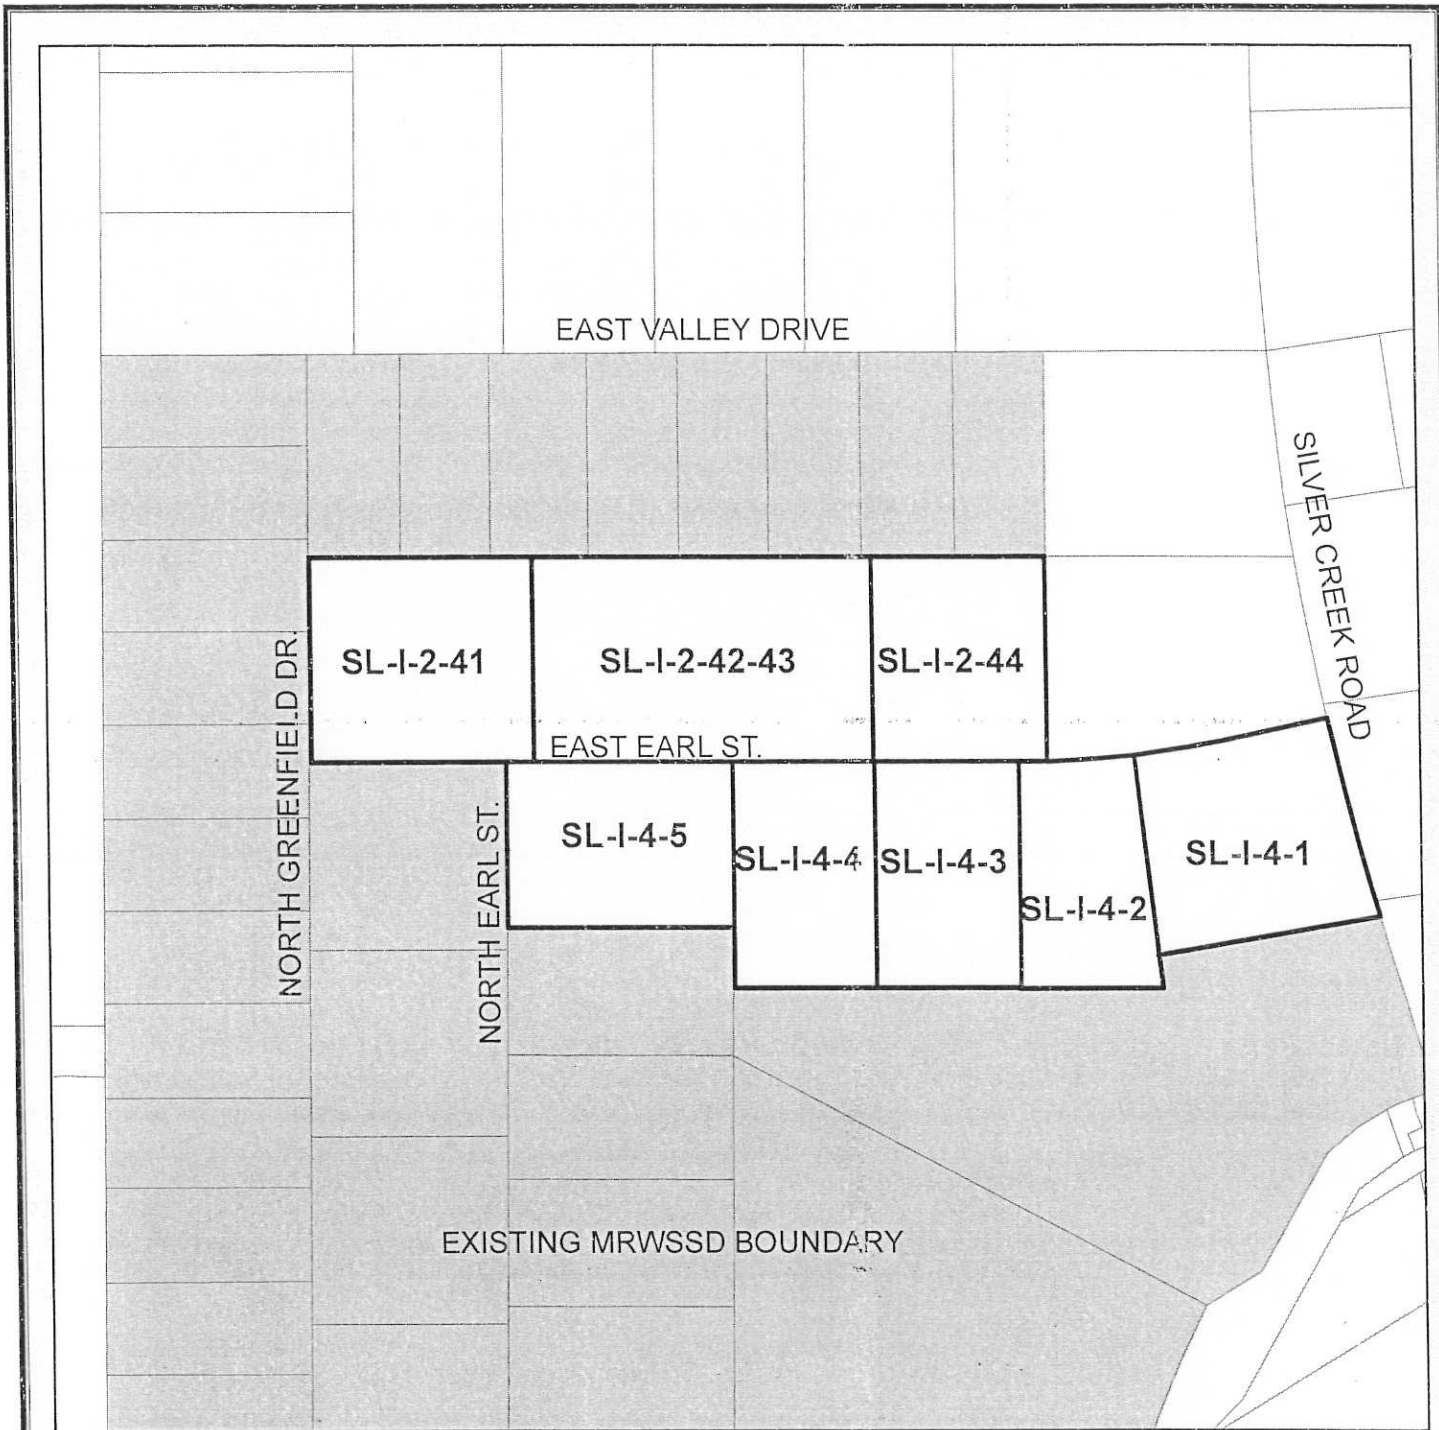 EAST VALLEY DRIVE
SILVER CREEK ROAD
SL-I-2-41
SL-I-2-42-43
SL-I-2-44
NORTH GREENFIELD DR.
EAST EARL ST.
NORTH EARL ST.
SL-I-4-5
SL-I-4-4
SL-I-4-3
SL-I-4-2
SL-I-4-1
EXISTING MRWSSD BOUNDARY